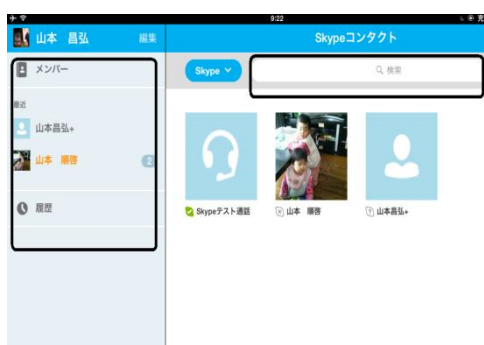 9:22
山本 昌弘
編集
Skypeコンタクト
メンバー
Skype
検索
最近
山本昌弘+
山本 順啓
2
履歴
Skypeテスト通話
山本 順啓
山本昌弘+